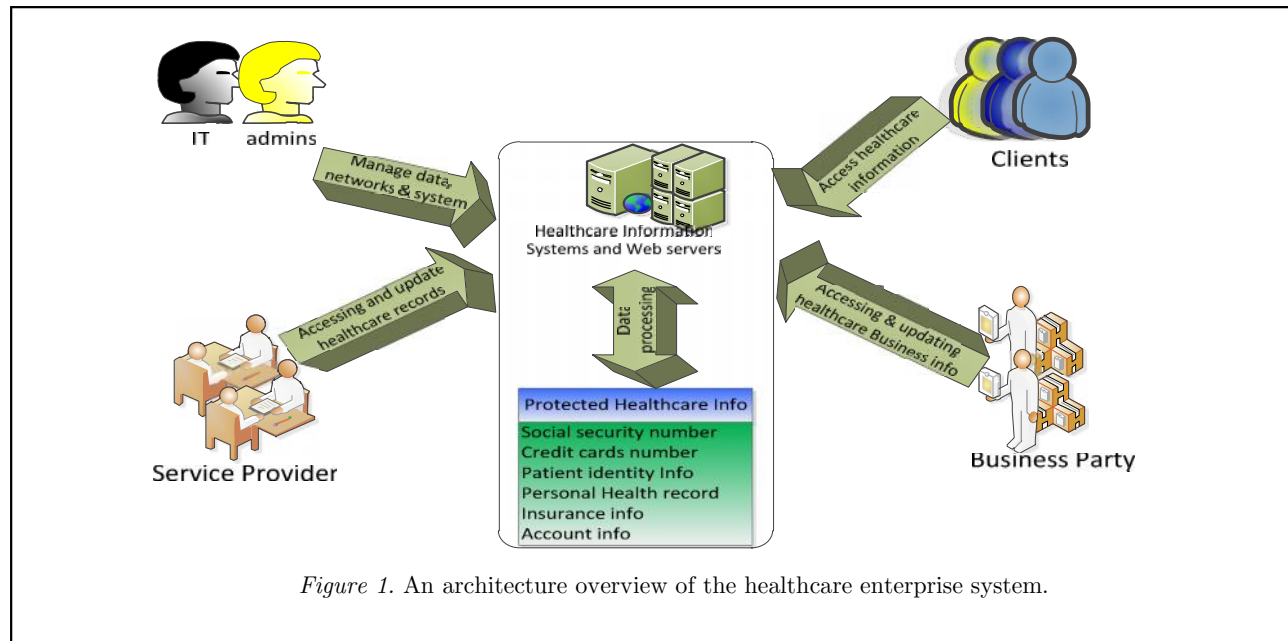 IT admins
Clients
Manage data,
networks & system
Access healthcare
information
Healthcare Information
Systems and Web servers
Accessing and update
healthcare records
Data
processing
Accessing & updating
healthcare Business info
Service Provider
Business Party
Protected Healthcare Info
Social security number
Credit cards number
Patient identity Info
Personal Health record
Insurance info
Account info
Figure 1. An architecture overview of the healthcare enterprise system.